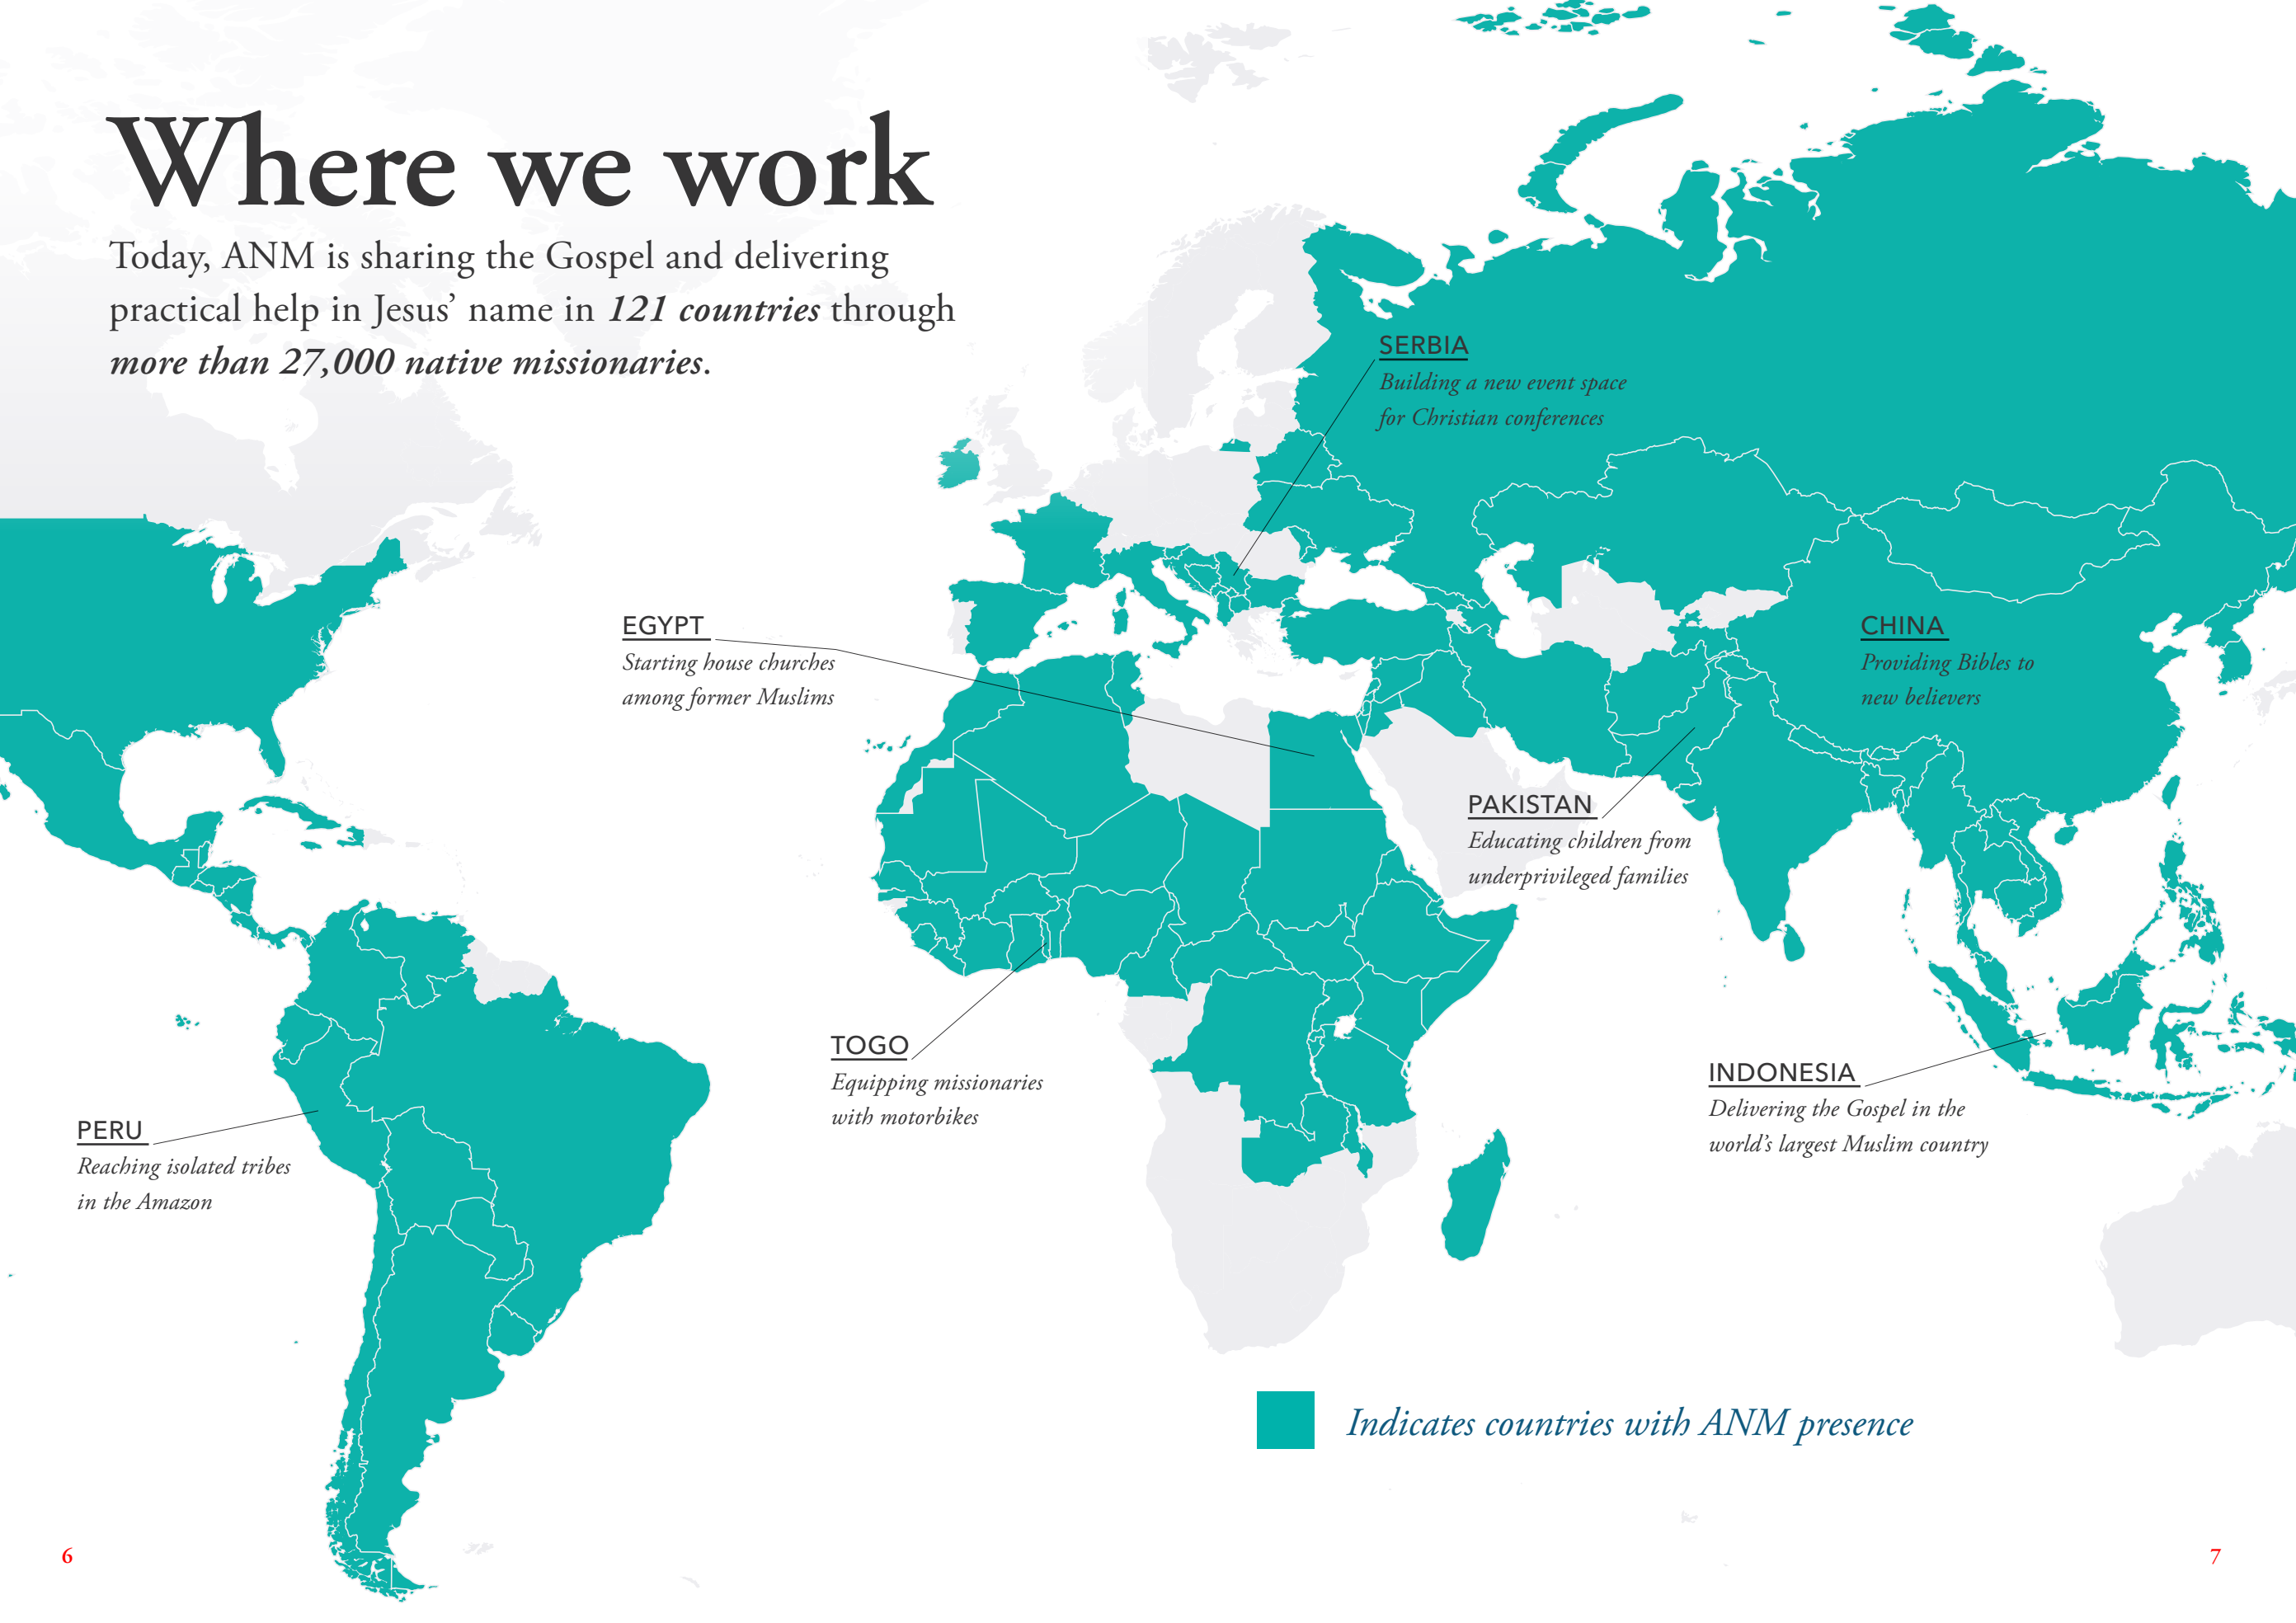 Where we work
Today, ANM is sharing the Gospel and delivering
practical help in Jesus’ name in 121 countries through
more than 27,000 native missionaries.
SERBIA
Building a new event space
for Christian conferences
EGYPT
Starting house churches
among former Muslims
CHINA
Providing Bibles to
new believers
PAKISTAN
Educating children from
underprivileged families
TOGO
Equipping missionaries
with motorbikes
INDONESIA
Delivering the Gospel in the
world’s largest Muslim country
PERU
Reaching isolated tribes
in the Amazon
Indicates countries with ANM presence
6
7